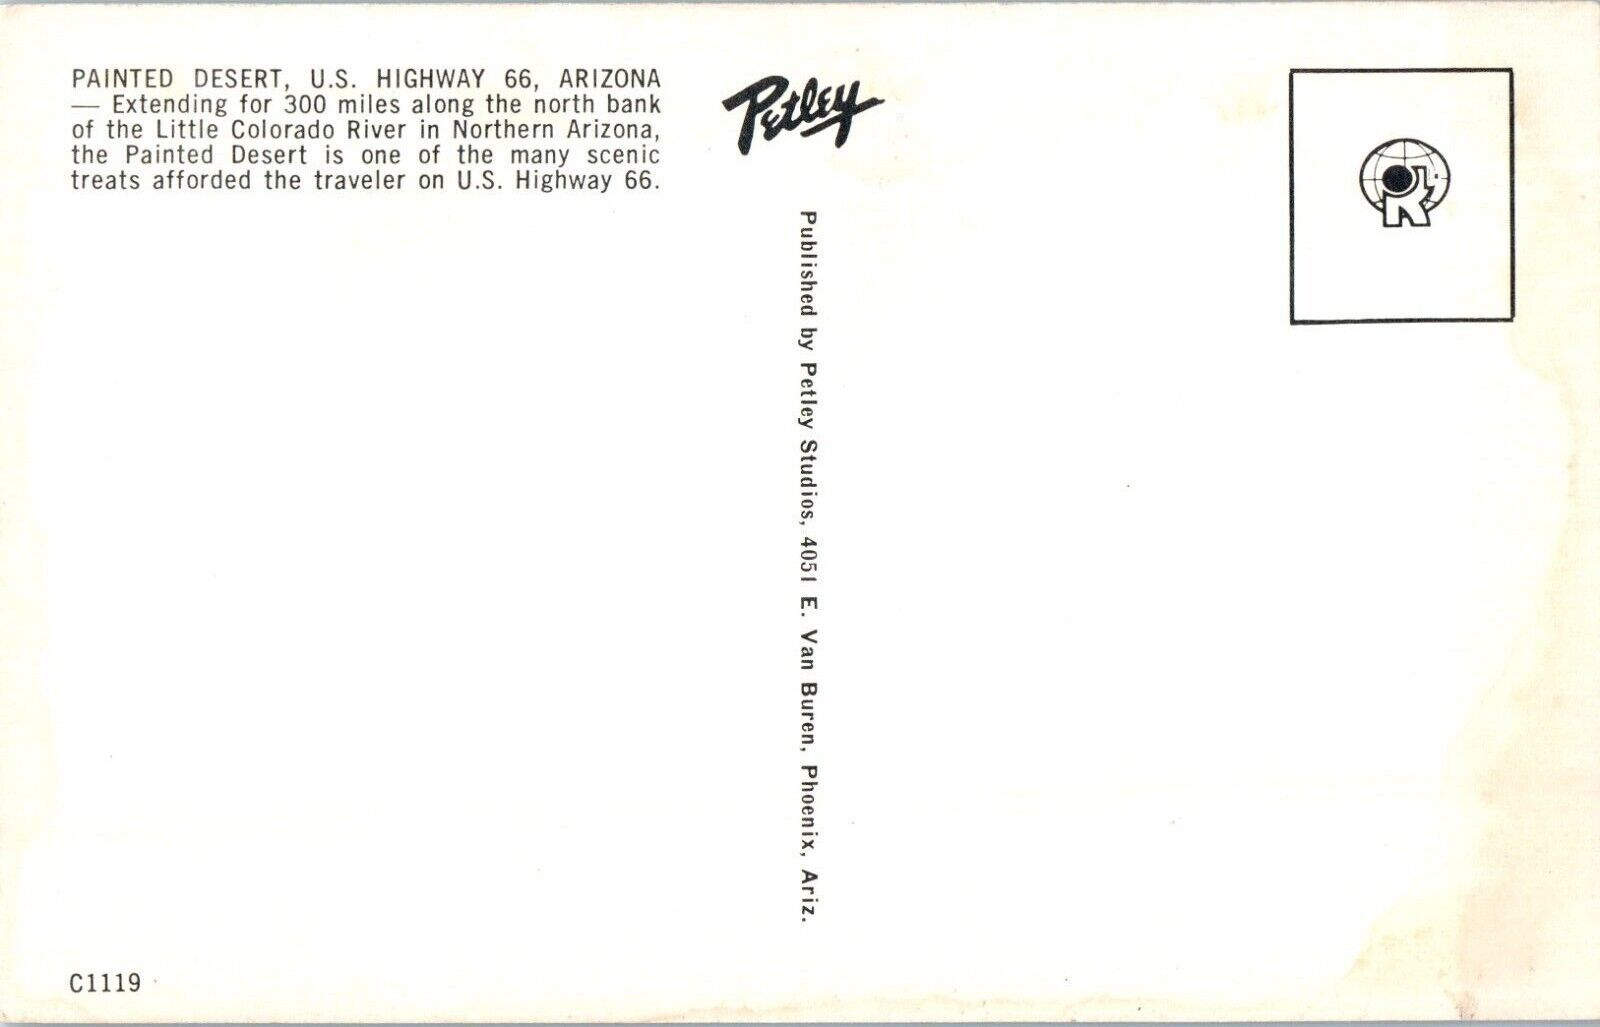 PAINTED DESERT, U.S. HIGHWAY 66, ARIZONA
— Extending for 300 miles along the north bank
of the Little Colorado River in Northern Arizona,
the Painted Desert is one of the many scenic
treats afforded the traveler on U.S. Highway 66.
Petley
Published by Petley Studios, 4051 E. Van Buren, Phoenix, Ariz.
C1119